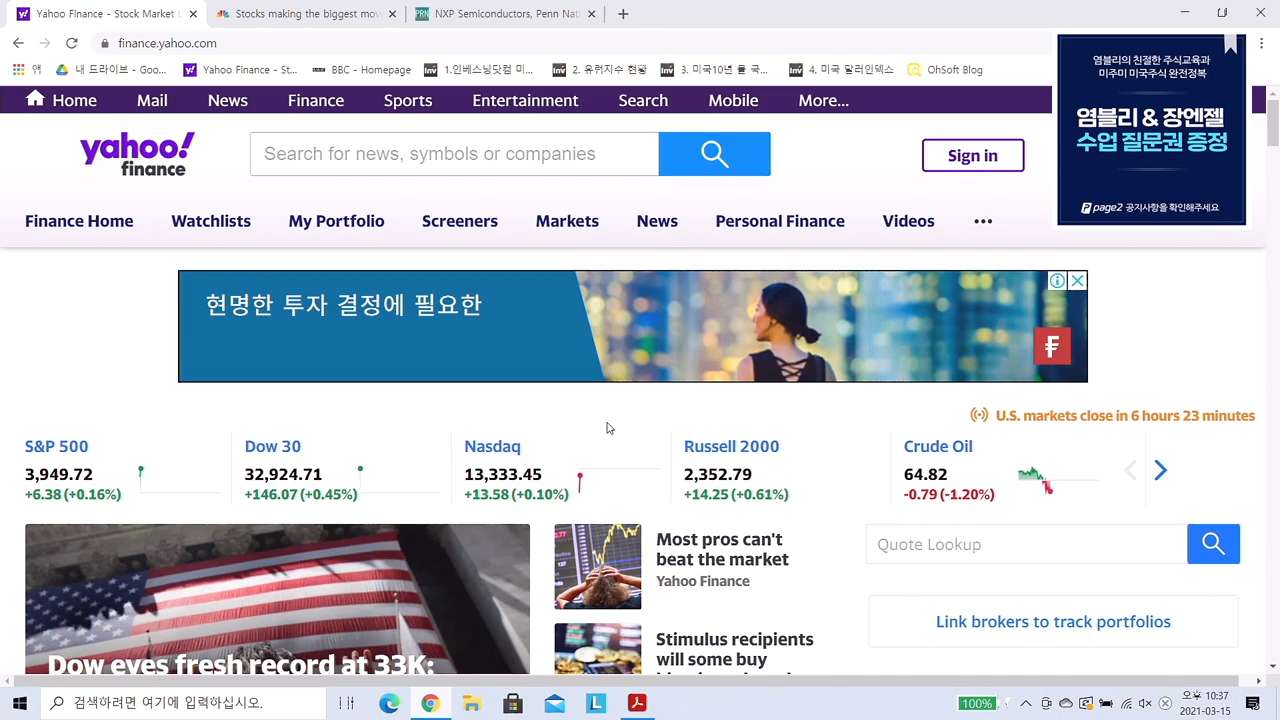 Yahoo Finance - Stock Market L
Stocks making the biggest mov
NXP Semiconductors, Penn Nati
finance.yahoo.com
앱
내 드라이브 - Goo...
Yahoo Finance - St...
BBC - Homepage
1.인베스팅닷컴 미...
2. 유럽지수 현황
3. 미국10년 률 국...
4. 미국 달러인덱스
OhSoft Blog
Home
Mail
News
Finance
Sports
Entertainment
Search
Mobile
More...
염블리의 친절한 주식교육과
미주미 미국주식 완전정복
염블리 & 장엔젤
수업 질문권 증정
page2 공지사항을 확인해주세요
yahoo!
finance
Search for news, symbols or companies
Sign in
Finance Home
Watchlists
My Portfolio
Screeners
Markets
News
Personal Finance
Videos
현명한 투자 결정에 필요한
U.S. markets close in 6 hours 23 minutes
S&P 500
3,949.72
+6.38 (+0.16%)
Dow 30
32,924.71
+146.07 (+0.45%)
Nasdaq
13,333.45
+13.58 (+0.10%)
Russell 2000
2,352.79
+14.25 (+0.61%)
Crude Oil
64.82
-0.79 (-1.20%)
Dow eyes fresh record at 33K:
Most pros can't
beat the market
Yahoo Finance
Stimulus recipients
will some buy
Quote Lookup
Link brokers to track portfolios
검색하려면 여기에 입력하십시오.
100%
오후 10:37
2021-03-15